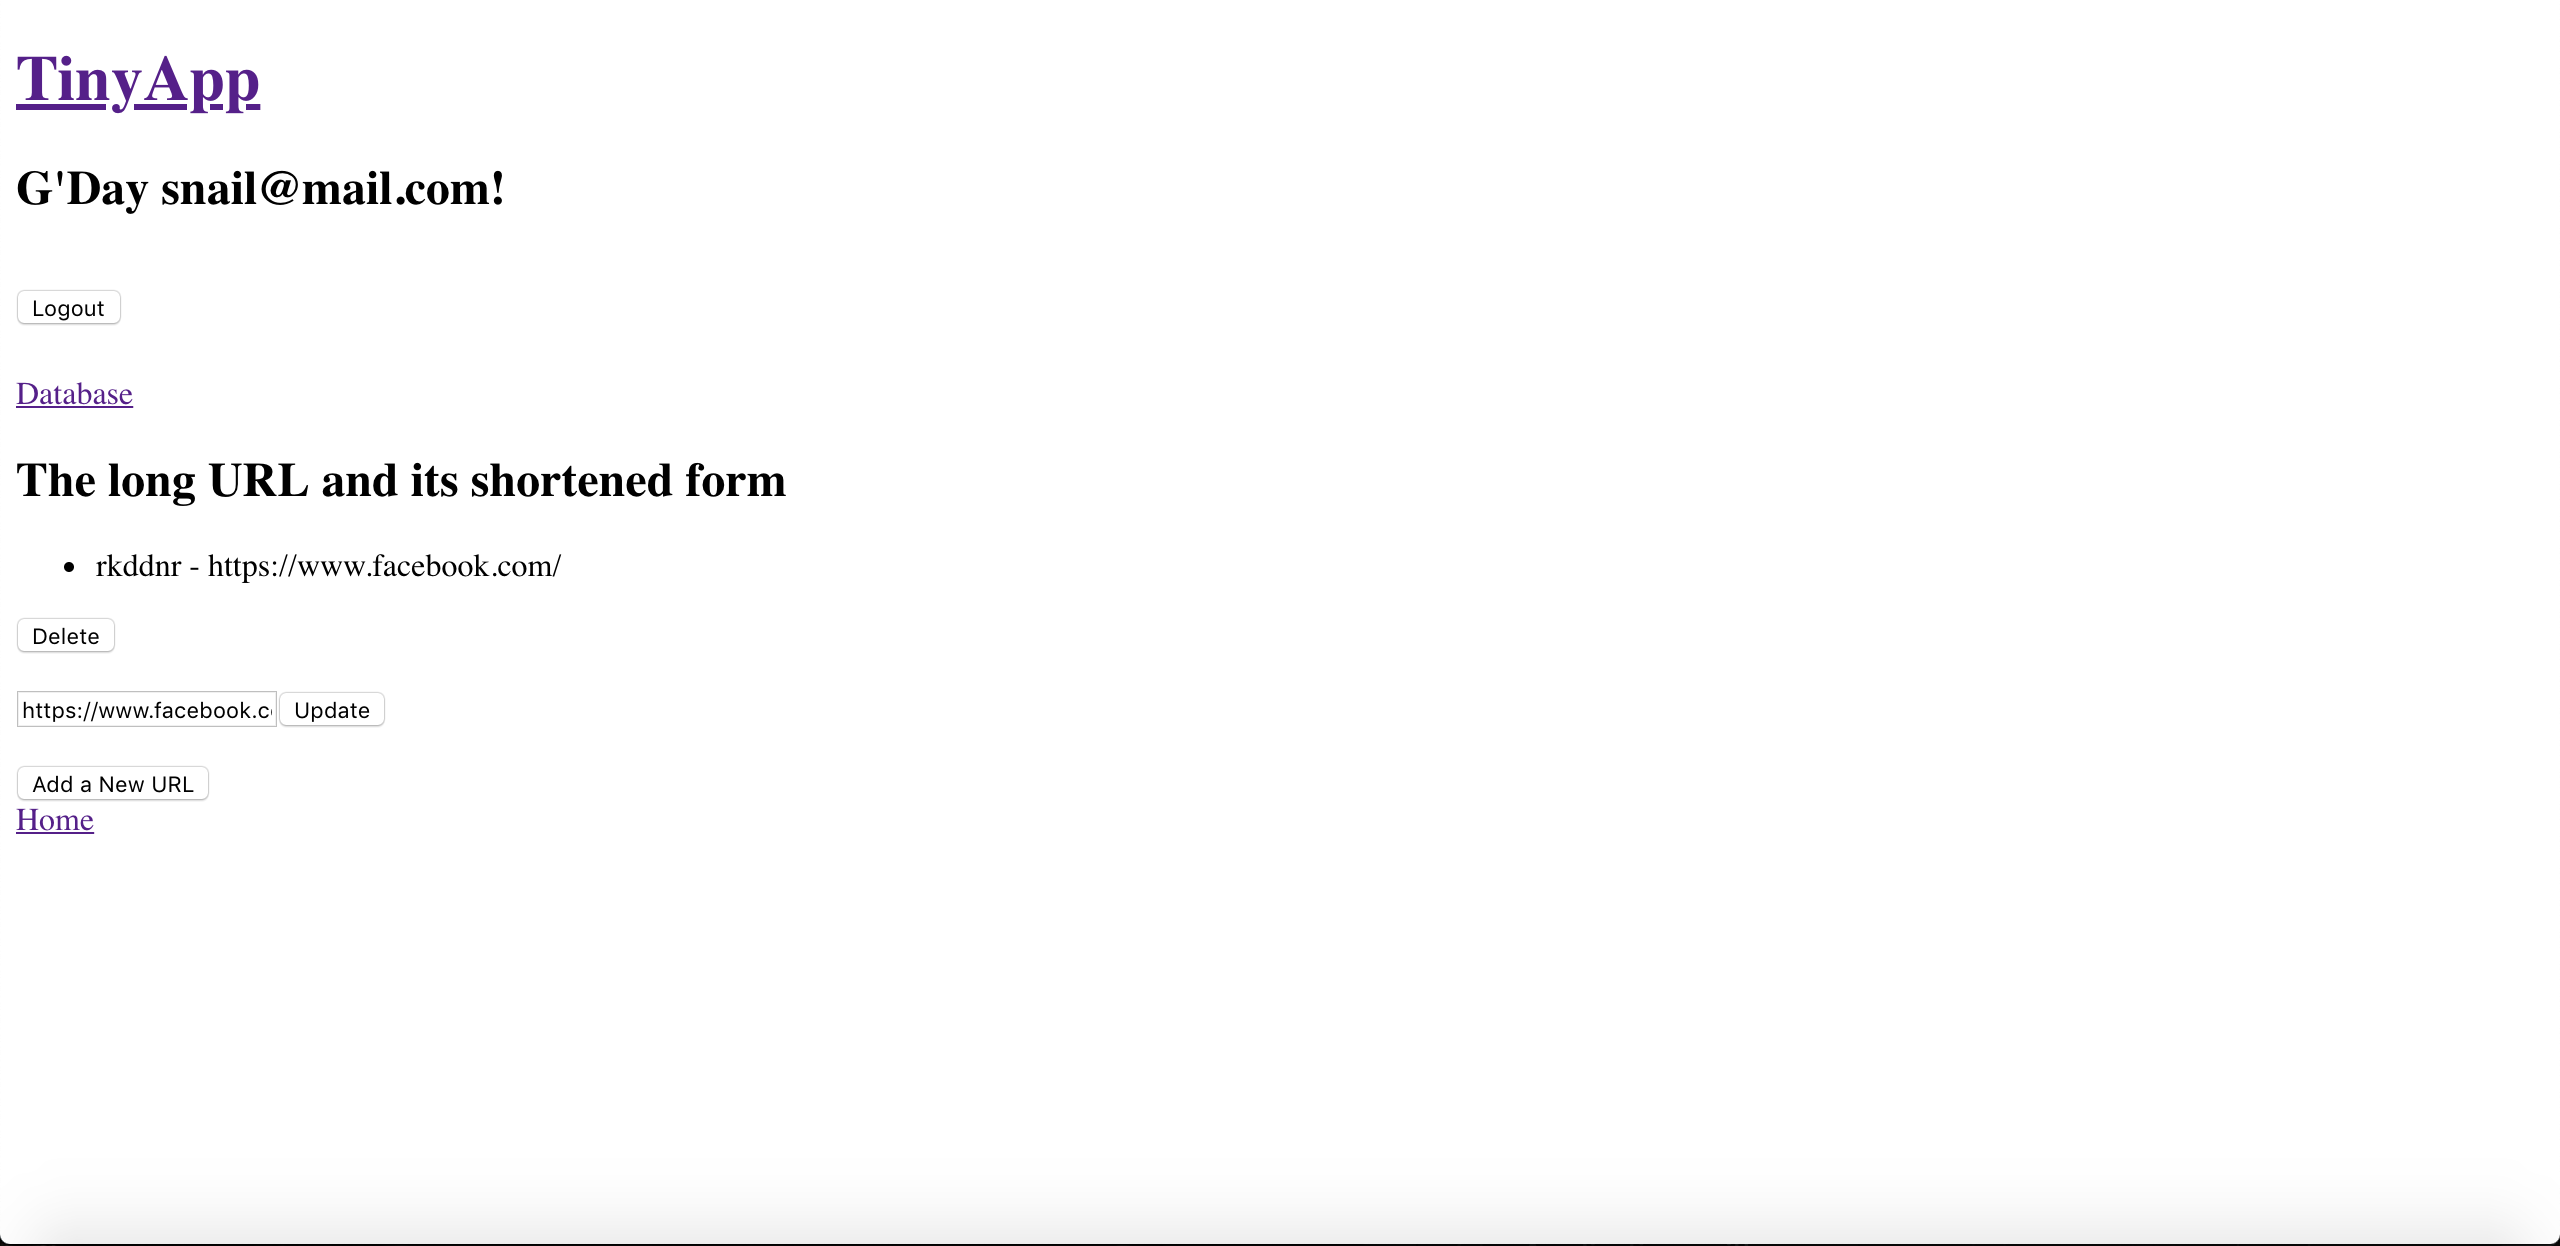 TinyApp
G'Day snail@mail.com!
Logout
Database
The long URL and its shortened form
• rkddnr - https://www.facebook.com/
Delete
https://www.facebook.c Update
Add a New URL
Home